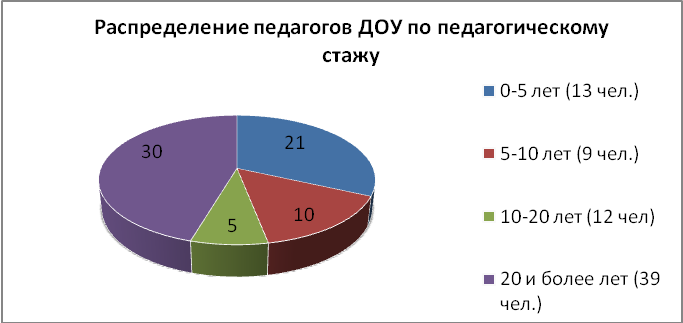 Распределение педагогов ДОУ по педагогическому
стажу
30
21
10
5
0-5 лет (13 чел.)
5-10 лет (9 чел.)
10-20 лет (12 чел)
20 и более лет (39
чел.)